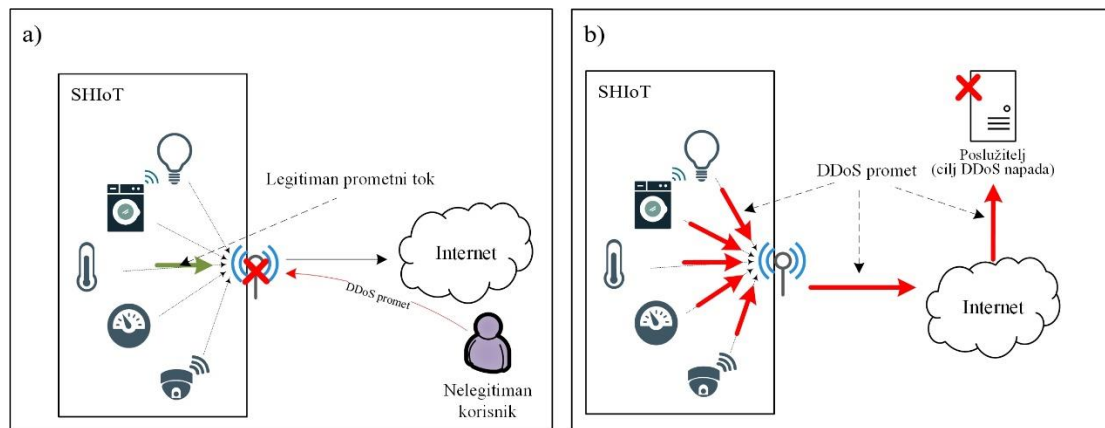 a)
SHIoT
Legitiman prometni tok
Internet
DDoS promet
Nelegitiman
korisnik
b)
SHIoT
DDoS promet
Poslužitelj
(cilj DDoS napada)
Internet